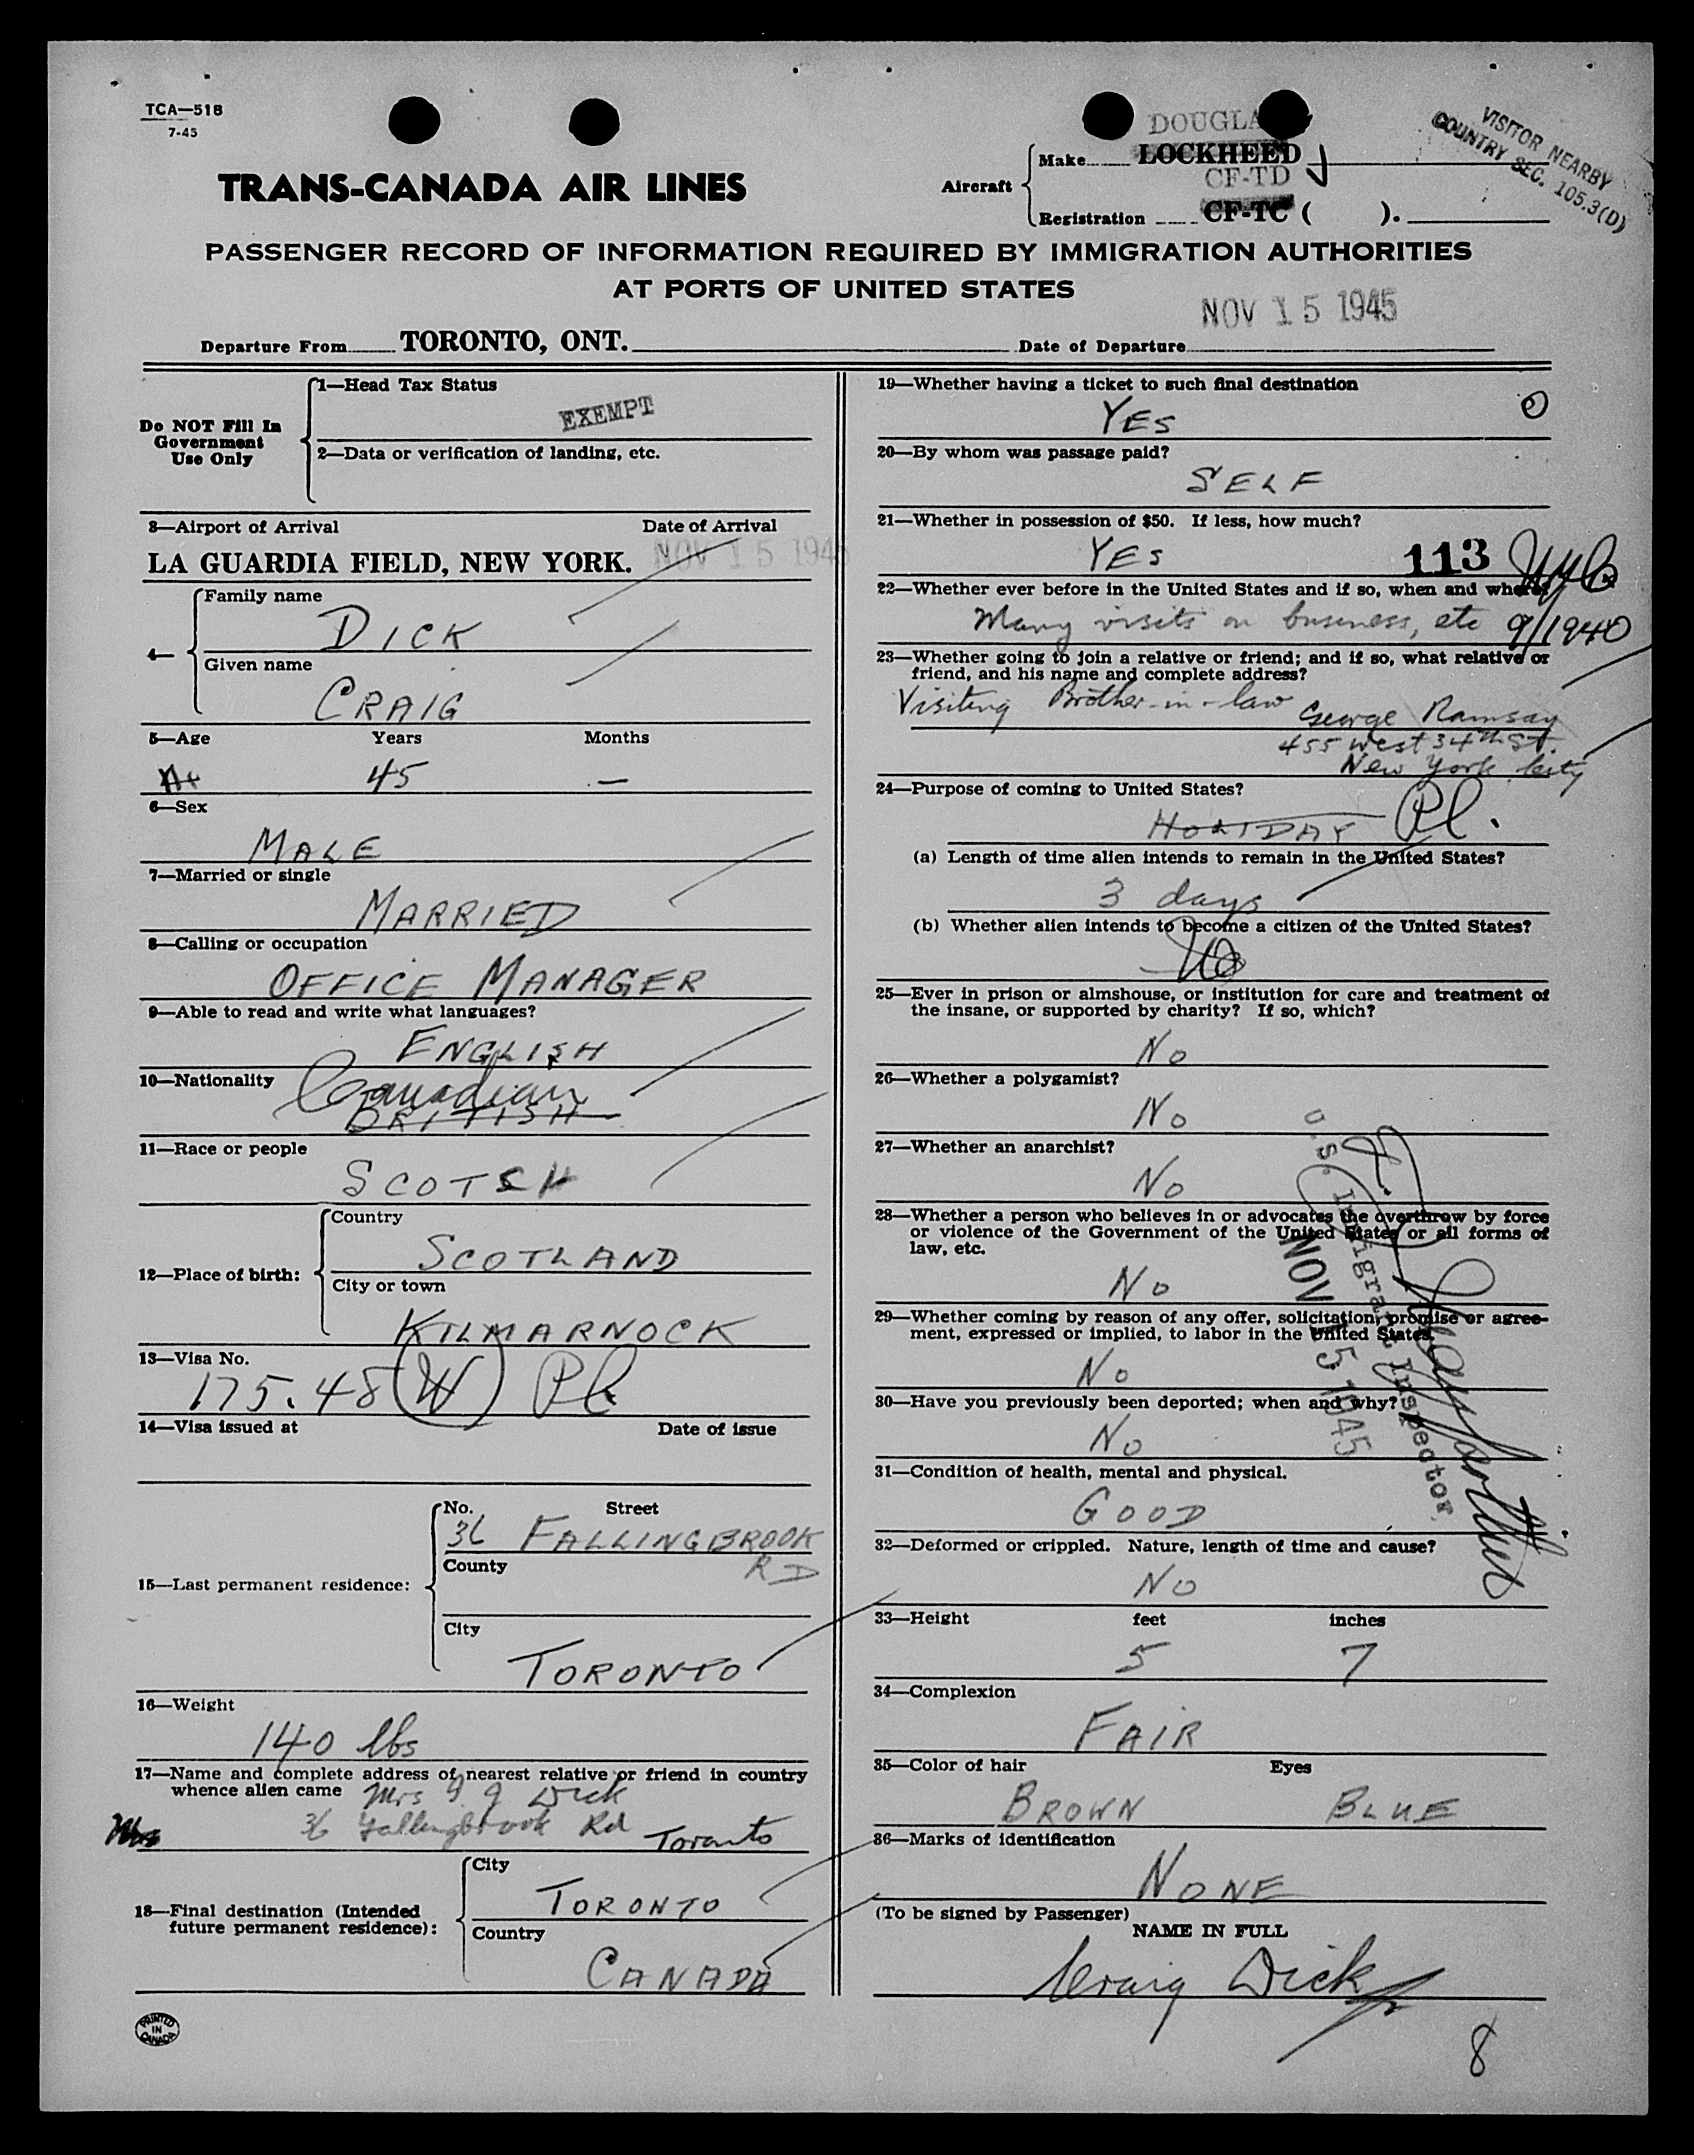 TCA—518
7-45
VISITOR NEARBY
COUNTRY SEC. 105.3(D)
TRANS-CANADA AIR LINES
Aircraft
DOUGLA
Make LOCKHEED
CF-TD
Registration CF-TC ( ).
PASSENGER RECORD OF INFORMATION REQUIRED BY IMMIGRATION AUTHORITIES
AT PORTS OF UNITED STATES
NOV 15 1945
Departure From TORONTO, ONT. Date of Departure
Do NOT Fill In
Government
Use Only
1—Head Tax Status
EXEMPT
2—Data or verification of landing, etc.
3—Airport of Arrival Date of Arrival
LA GUARDIA FIELD, NEW YORK. NOV 15 1945
4—
Family name
DICK
Given name
CRAIG
5—Age Years Months
45 —
6—Sex
MALE
7—Married or single
MARRIED
8—Calling or occupation
OFFICE MANAGER
9—Able to read and write what languages?
ENGLISH
10—Nationality
Canadian
BRITISH
11—Race or people
SCOTCH
12—Place of birth:
Country
SCOTLAND
City or town
KILMARNOCK
13—Visa No.
175.48 (W) Pl
14—Visa issued at Date of issue
15—Last permanent residence:
No. Street
36 FALLINGBROOK
RD
County
City
TORONTO
16—Weight
140 lbs
17—Name and complete address of nearest relative or friend in country
whence alien came Mrs J J Dick
Mrs 36 Fallingbrook Rd Toronto
18—Final destination (Intended
future permanent residence):
City
TORONTO
Country
CANADA
PRINTED
IN
CANADA
19—Whether having a ticket to such final destination
YES
20—By whom was passage paid?
SELF
21—Whether in possession of $50. If less, how much?
YES 113
22—Whether ever before in the United States and if so, when and where?
NYC
Many visits on business, etc 9/1940
23—Whether going to join a relative or friend; and if so, what relative or
friend, and his name and complete address?
Visiting Brother-in-law George Ramsay
455 West 34th St.
New York City
24—Purpose of coming to United States?
HOLIDAY Pl.
(a) Length of time alien intends to remain in the United States?
3 days
(b) Whether alien intends to become a citizen of the United States?
No
25—Ever in prison or almshouse, or institution for care and treatment of
the insane, or supported by charity? If so, which?
No
26—Whether a polygamist?
No
27—Whether an anarchist?
No
28—Whether a person who believes in or advocates the overthrow by force
or violence of the Government of the United States or all forms of
law, etc.
No
29—Whether coming by reason of any offer, solicitation, promise or agree-
ment, expressed or implied, to labor in the United States.
No
30—Have you previously been deported; when and why?
No
U.S. Immigrant Inspector
NOV 15 1945
31—Condition of health, mental and physical.
GOOD
32—Deformed or crippled. Nature, length of time and cause?
NO
33—Height feet inches
5 7
34—Complexion
FAIR
35—Color of hair Eyes
BROWN BLUE
36—Marks of identification
NONE
(To be signed by Passenger)
NAME IN FULL
Craig Dick
8